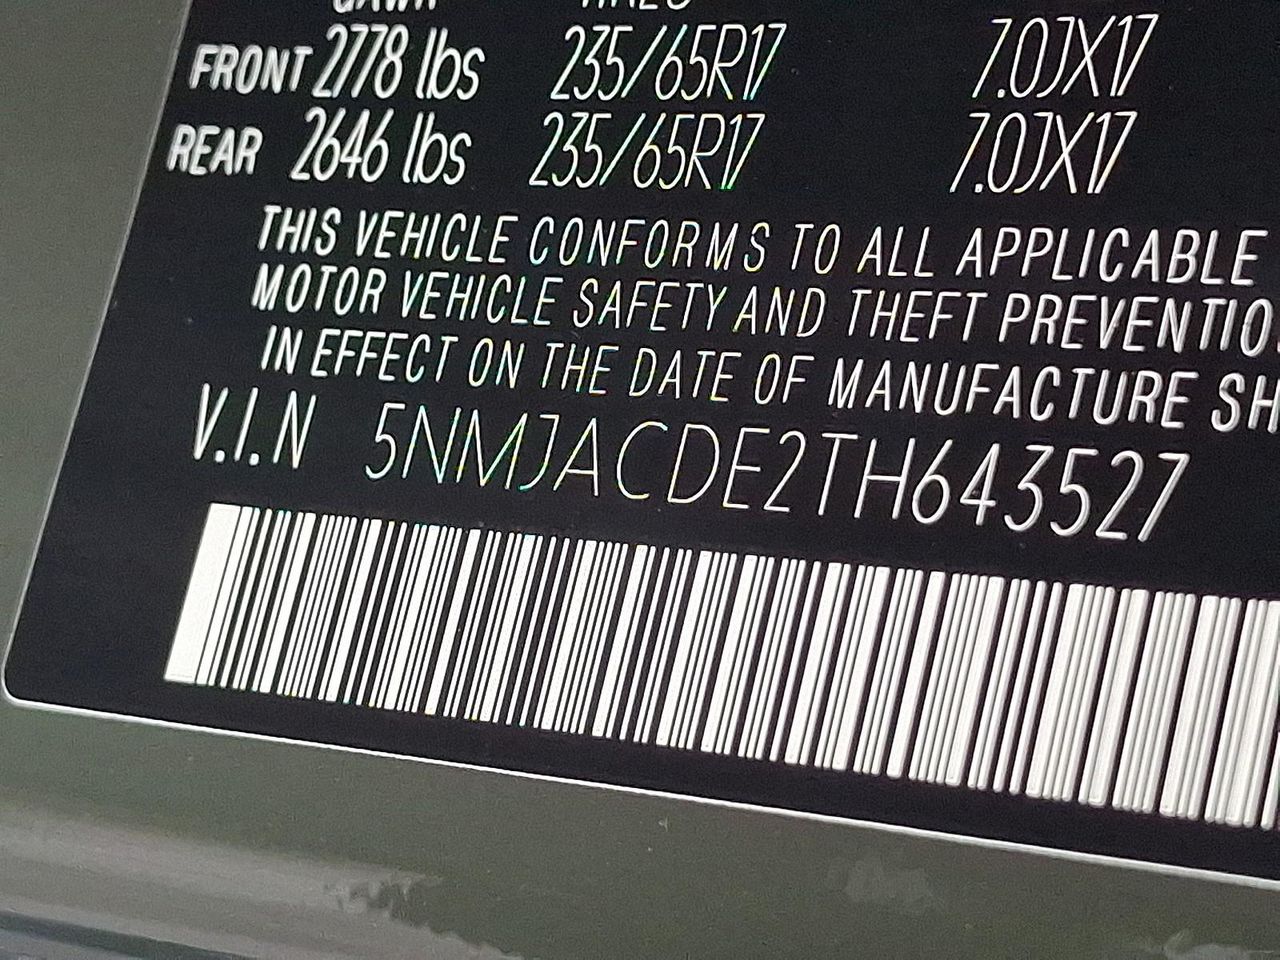 FRONT 2778 lbs 235/65R17 7.0JX17
REAR 2646 lbs 235/65R17 7.0JX17
THIS VEHICLE CONFORMS TO ALL APPLICABLE
MOTOR VEHICLE SAFETY AND THEFT PREVENTIO
IN EFFECT ON THE DATE OF MANUFACTURE SH
V.I.N 5NMJACDE2TH643527